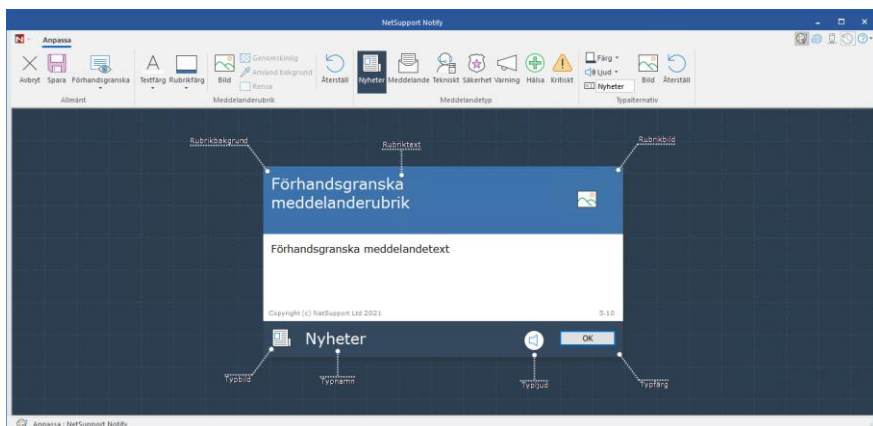 NetSupport Notify
Anpassa
Avbryt Spara Förhandsgranska
Textfärg Rubrikfärg
Bild
Genomskinlig
Använd bakgrund
Rensa
Återställ
Nyheter Meddelande Tekniskt Säkerhet Varning Hälsa Kritiskt
Färg
Ljud
Nyheter
Bild Återställ
Allmänt
Meddelanderubrik
Meddelandetyp
Typalternativ
Rubrikbakgrund
Rubriktext
Rubrikbild
Förhandsgranska
meddelanderubrik
Förhandsgranska meddelandetext
Copyright (c) NetSupport Ltd 2021
5.10
Nyheter
OK
Typbild
Typnamn
Typljud
Typfärg
Anpassa : NetSupport Notify